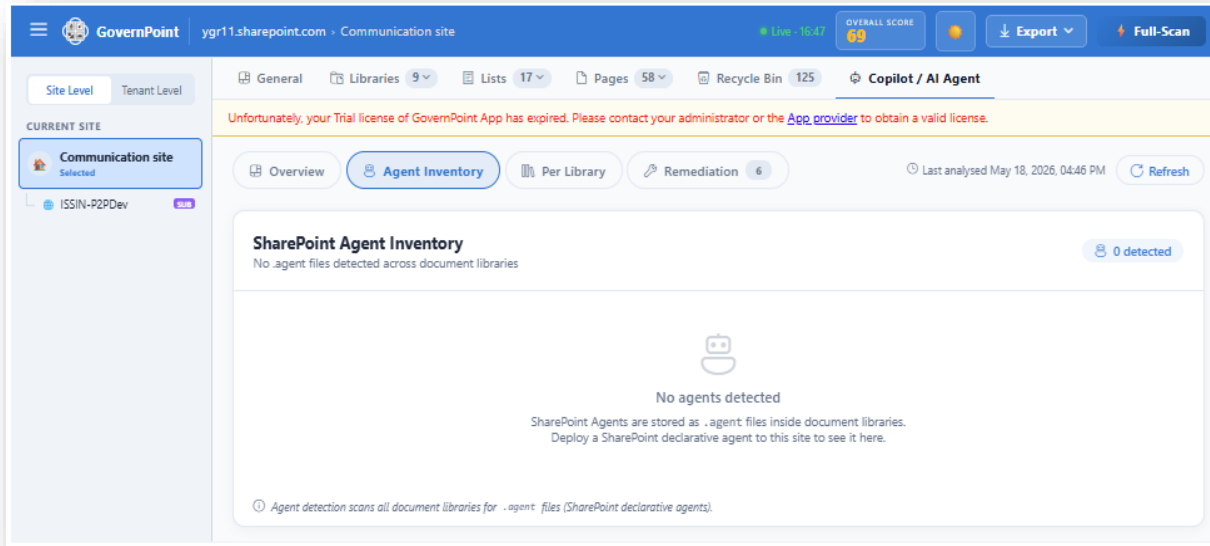 GovernPoint
ygr11.sharepoint.com › Communication site
Live - 16:47
OVERALL SCORE
69
Export
Full-Scan
Site Level
Tenant Level
General
Libraries 9
Lists 17
Pages 58
Recycle Bin 125
Copilot / AI Agent
CURRENT SITE
Communication site
Selected
ISSIN-P2PDev SUB
Unfortunately, your Trial license of GovernPoint App has expired. Please contact your administrator or the App provider to obtain a valid license.
Overview
Agent Inventory
Per Library
Remediation 6
Last analysed May 18, 2026, 04:46 PM
Refresh
SharePoint Agent Inventory
No .agent files detected across document libraries
0 detected
No agents detected
SharePoint Agents are stored as .agent files inside document libraries.
Deploy a SharePoint declarative agent to this site to see it here.
Agent detection scans all document libraries for .agent files (SharePoint declarative agents).